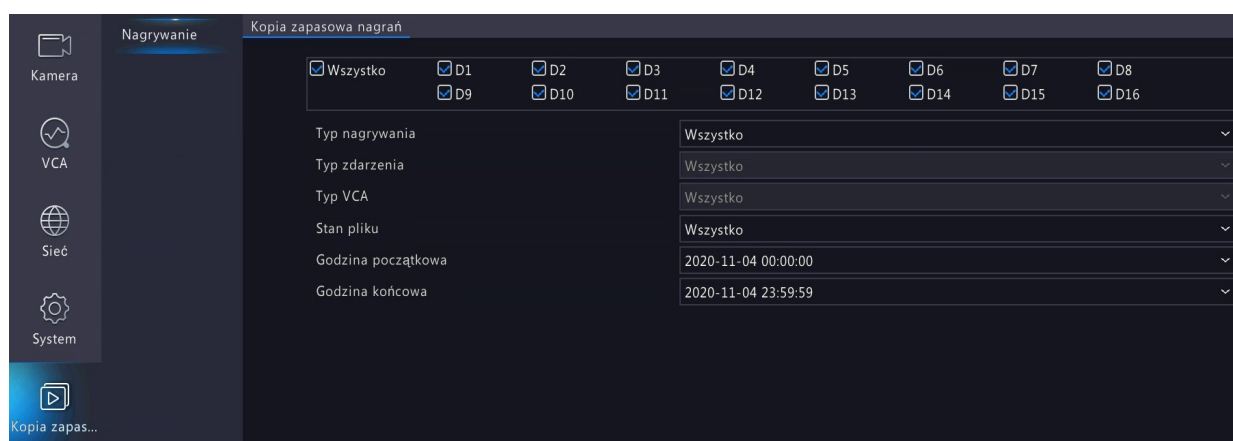 Kamera
VCA
Sieć
System
Kopia zapas...
Nagrywanie
Kopia zapasowa nagrań
Wszystko D1 D2 D3 D4 D5 D6 D7 D8
D9 D10 D11 D12 D13 D14 D15 D16
Typ nagrywania Wszystko
Typ zdarzenia Wszystko
Typ VCA Wszystko
Stan pliku Wszystko
Godzina początkowa 2020-11-04 00:00:00
Godzina końcowa 2020-11-04 23:59:59